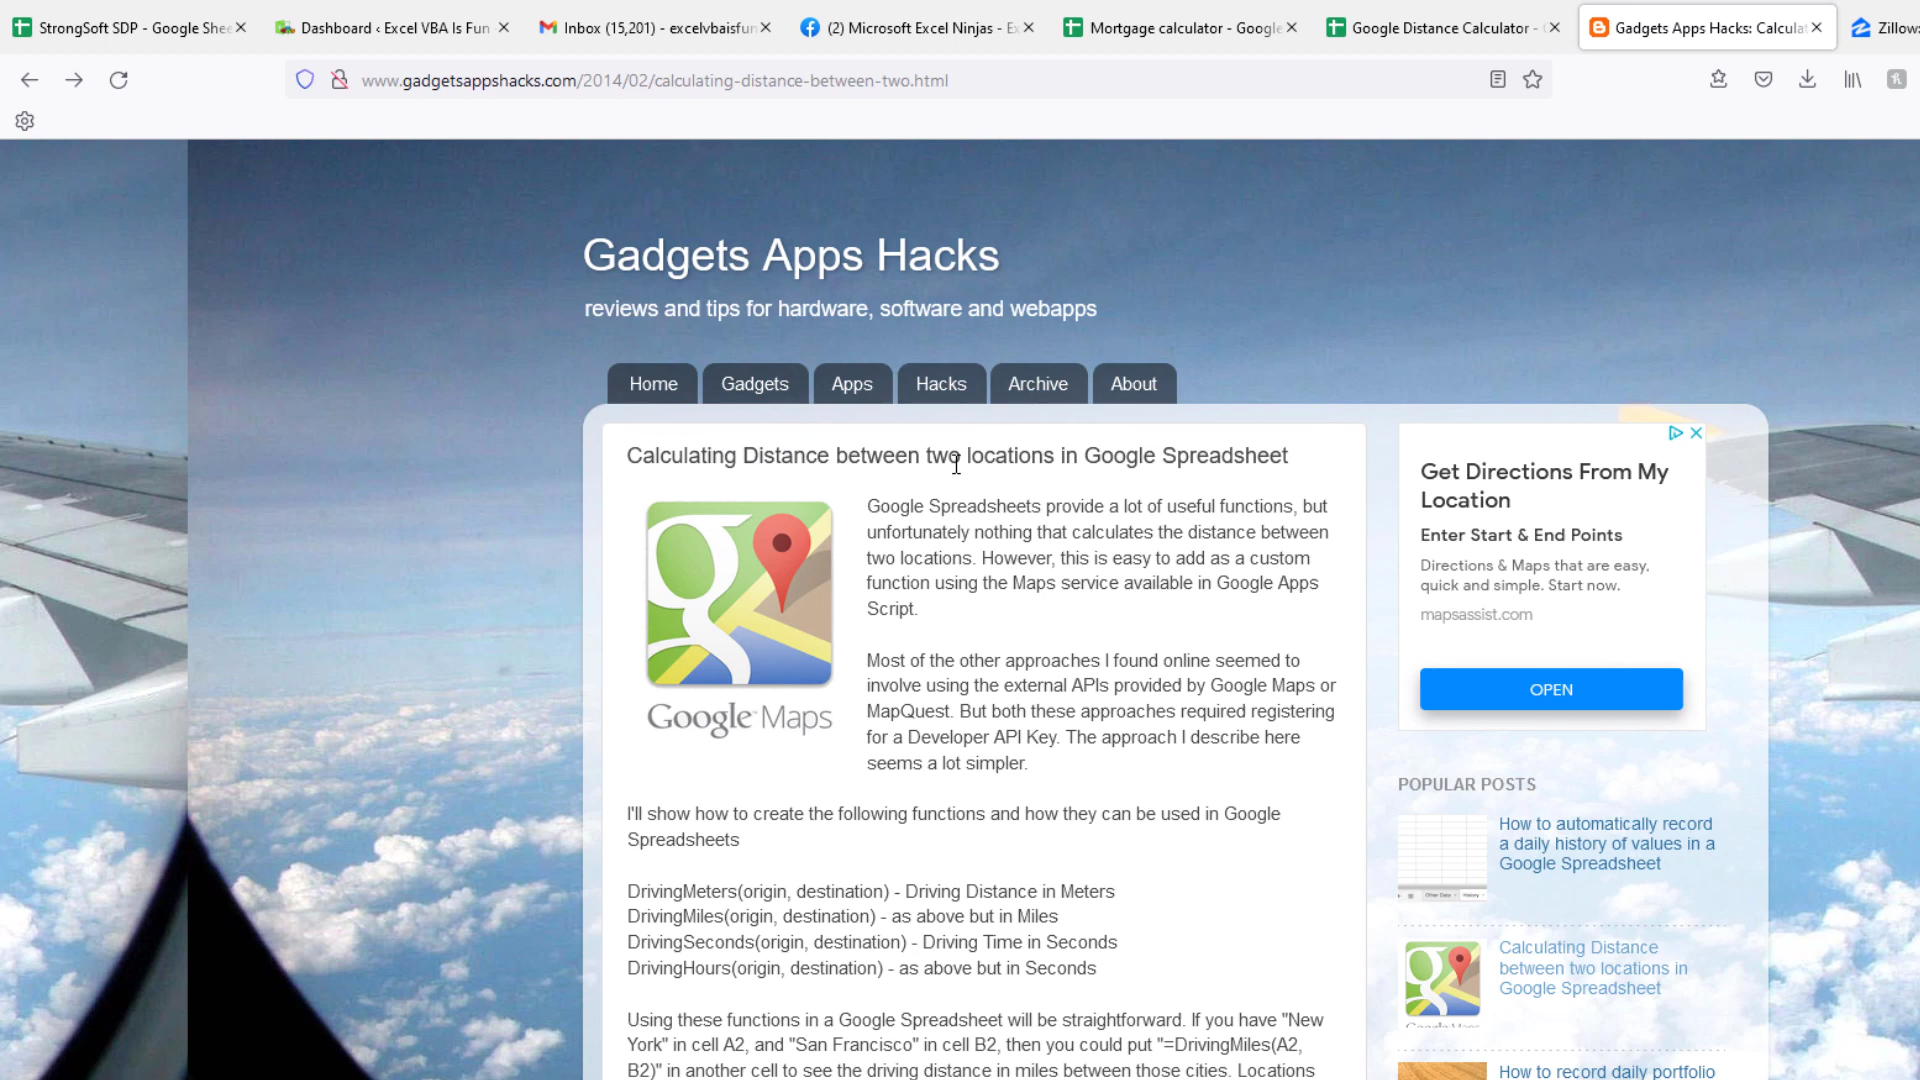 StrongSoft SDP - Google She
Dashboard ‹ Excel VBA Is Fun
Inbox (15,201) - excelvbaisfun
(2) Microsoft Excel Ninjas - Ex
Mortgage calculator - Google
Google Distance Calculator -
Gadgets Apps Hacks: Calculat
Zillow:
www.gadgetsappshacks.com/2014/02/calculating-distance-between-two.html
Gadgets Apps Hacks
reviews and tips for hardware, software and webapps
Home
Gadgets
Apps
Hacks
Archive
About
Calculating Distance between two locations in Google Spreadsheet
Google Maps
Google Spreadsheets provide a lot of useful functions, but
unfortunately nothing that calculates the distance between
two locations. However, this is easy to add as a custom
function using the Maps service available in Google Apps
Script.
Most of the other approaches I found online seemed to
involve using the external APIs provided by Google Maps or
MapQuest. But both these approaches required registering
for a Developer API Key. The approach I describe here
seems a lot simpler.
I'll show how to create the following functions and how they can be used in Google
Spreadsheets
DrivingMeters(origin, destination) - Driving Distance in Meters
DrivingMiles(origin, destination) - as above but in Miles
DrivingSeconds(origin, destination) - Driving Time in Seconds
DrivingHours(origin, destination) - as above but in Seconds
Using these functions in a Google Spreadsheet will be straightforward. If you have "New
York" in cell A2, and "San Francisco" in cell B2, then you could put "=DrivingMiles(A2,
B2)" in another cell to see the driving distance in miles between those cities. Locations
Get Directions From My
Location
Enter Start & End Points
Directions & Maps that are easy,
quick and simple. Start now.
mapsassist.com
OPEN
POPULAR POSTS
How to automatically record
a daily history of values in a
Google Spreadsheet
Calculating Distance
between two locations in
Google Spreadsheet
How to record daily portfolio